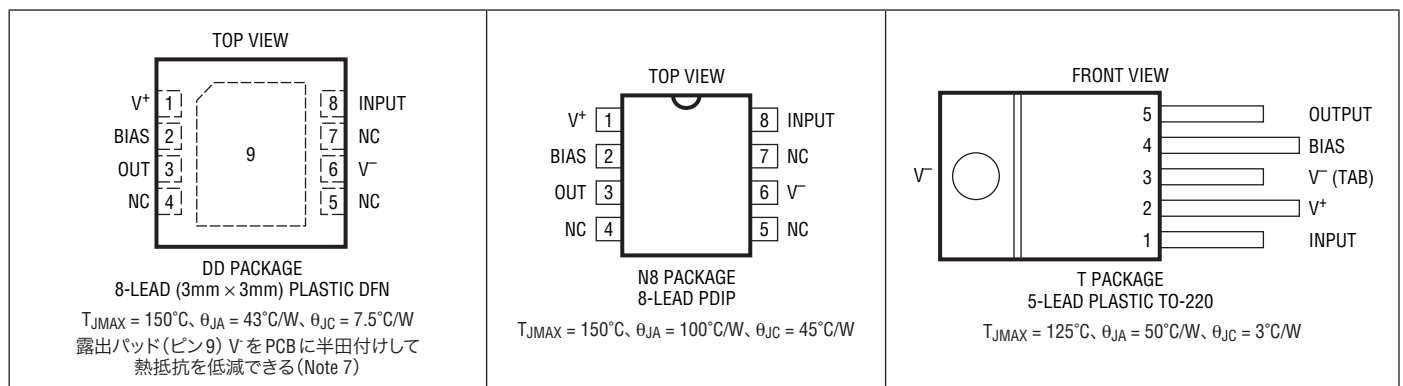 TOP VIEW
V+ 1
BIAS 2
OUT 3
NC 4
9
8 INPUT
7 NC
6 V–
5 NC
DD PACKAGE
8-LEAD (3mm × 3mm) PLASTIC DFN
TJMAX = 150°C、θJA = 43°C/W、θJC = 7.5°C/W
露出パッド(ピン9) V-をPCBに半田付けして
熱抵抗を低減できる(Note 7)
TOP VIEW
V+ 1
BIAS 2
OUT 3
NC 4
8 INPUT
7 NC
6 V–
5 NC
N8 PACKAGE
8-LEAD PDIP
TJMAX = 150°C、θJA = 100°C/W、θJC = 45°C/W
FRONT VIEW
V–
5 OUTPUT
4 BIAS
3 V– (TAB)
2 V+
1 INPUT
T PACKAGE
5-LEAD PLASTIC TO-220
TJMAX = 125°C、θJA = 50°C/W、θJC = 3°C/W